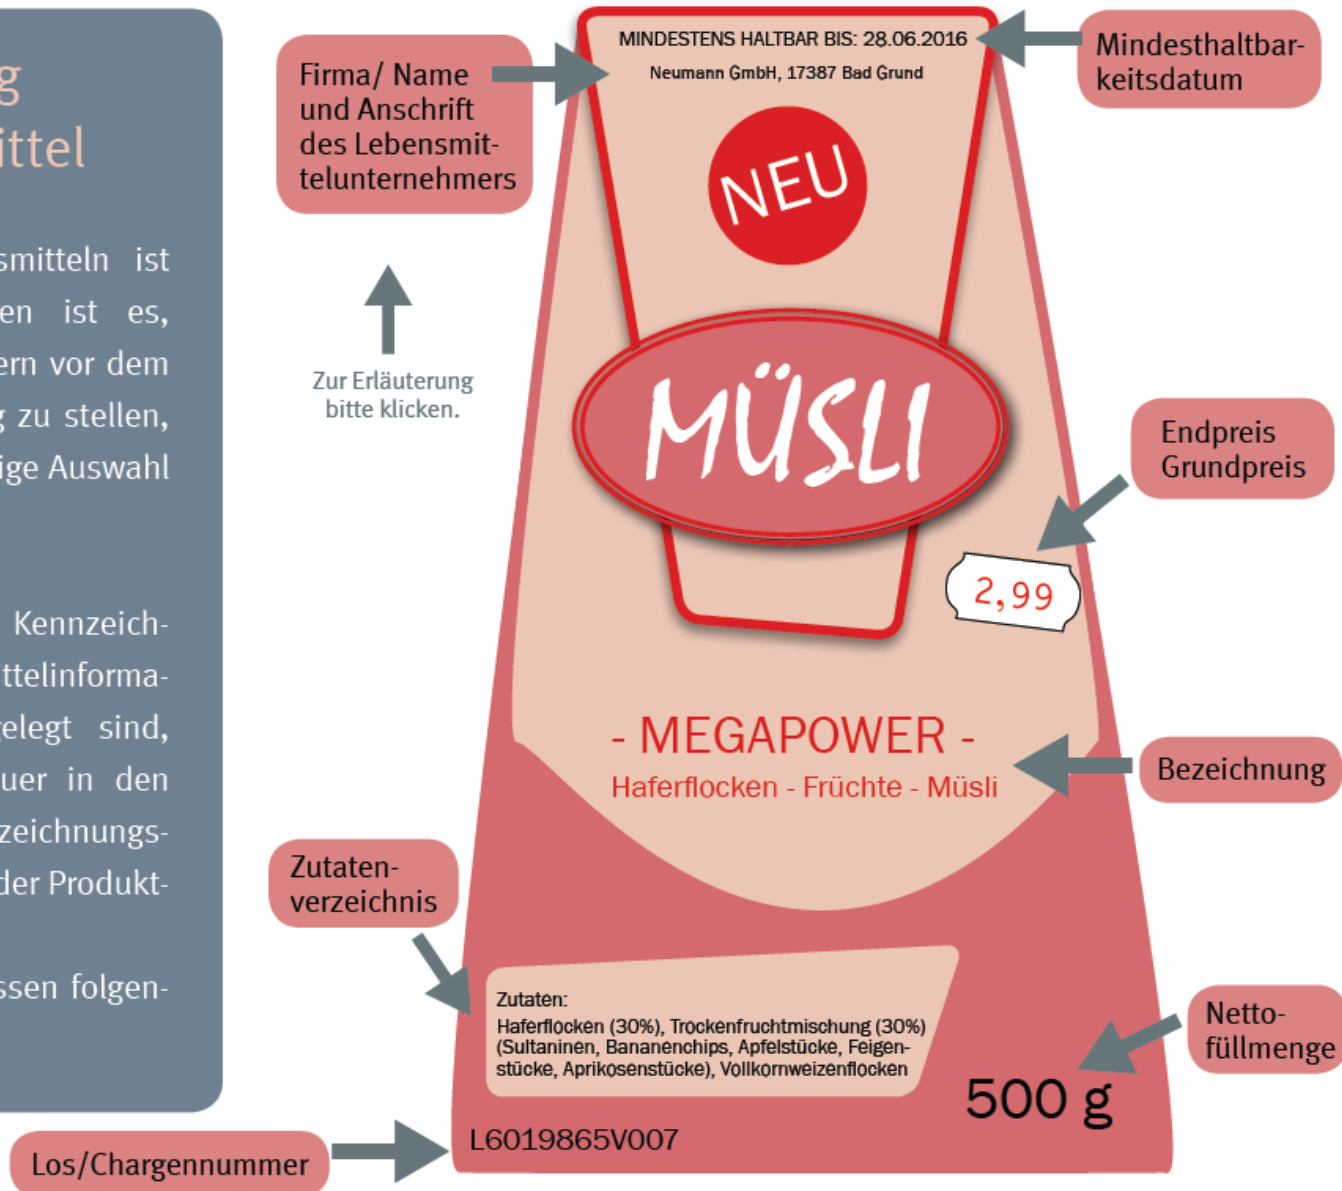 g
ittel
smitteln ist
en ist es,
ern vor dem
g zu stellen,
ige Auswahl
Kennzeich-
ttelinforma-
gelegt sind,
uer in den
zeichnungs-
der Produkt-
ssen folgen-
Firma/ Name
und Anschrift
des Lebensmit-
telunternehmers
Zur Erläuterung
bitte klicken.
MINDESTENS HALTBAR BIS: 28.06.2016
Neumann GmbH, 17387 Bad Grund
Mindesthaltbar-
keitsdatum
NEU
MÜSLI
Endpreis
Grundpreis
2,99
- MEGAPOWER -
Haferflocken - Früchte - Müsli
Bezeichnung
Zutaten-
verzeichnis
Zutaten:
Haferflocken (30%), Trockenfruchtmischung (30%)
(Sultaninen, Bananenchips, Apfelstücke, Feigen-
stücke, Aprikosenstücke), Vollkornweizenflocken
Netto-
füllmenge
500 g
L6019865V007
Los/Chargennummer